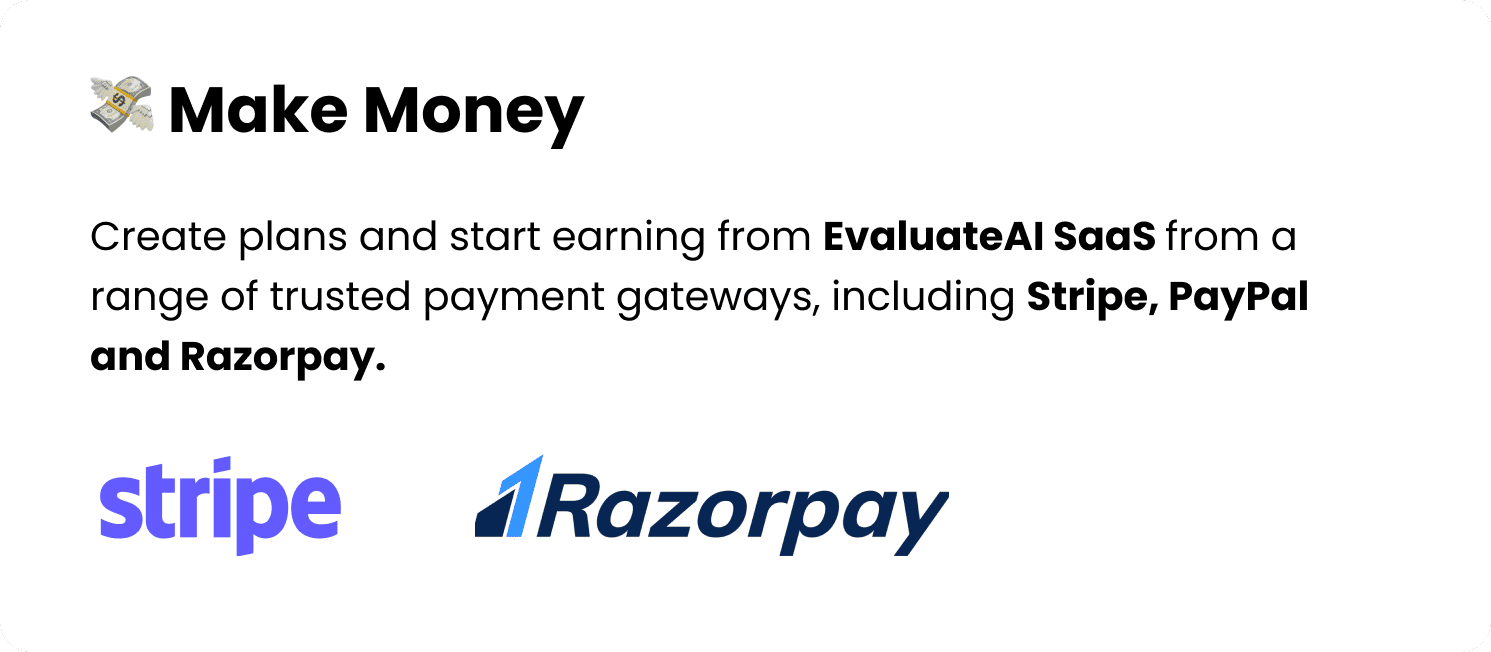 💸 Make Money
Create plans and start earning from EvaluateAI SaaS from a
range of trusted payment gateways, including Stripe, PayPal
and Razorpay.
stripe Razorpay